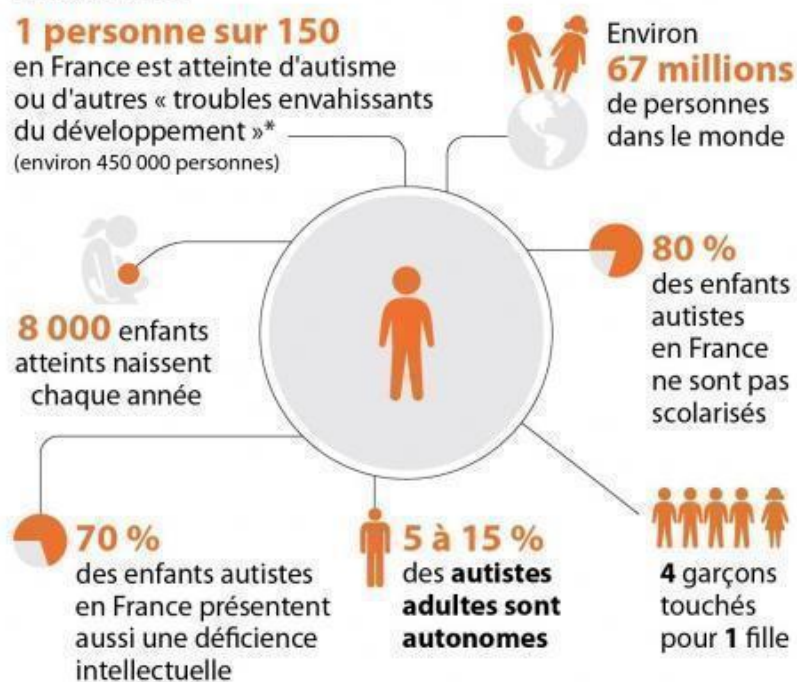 1 personne sur 150
en France est atteinte d'autisme
ou d'autres « troubles envahissants
du développement »*
(environ 450 000 personnes)
Environ
67 millions
de personnes
dans le monde
8 000 enfants
atteints naissent
chaque année
80 %
des enfants
autistes
en France
ne sont pas
scolarisés
70 %
des enfants autistes
en France présentent
aussi une déficience
intellectuelle
5 à 15 %
des autistes
adultes sont
autonomes
4 garçons
touchés
pour 1 fille